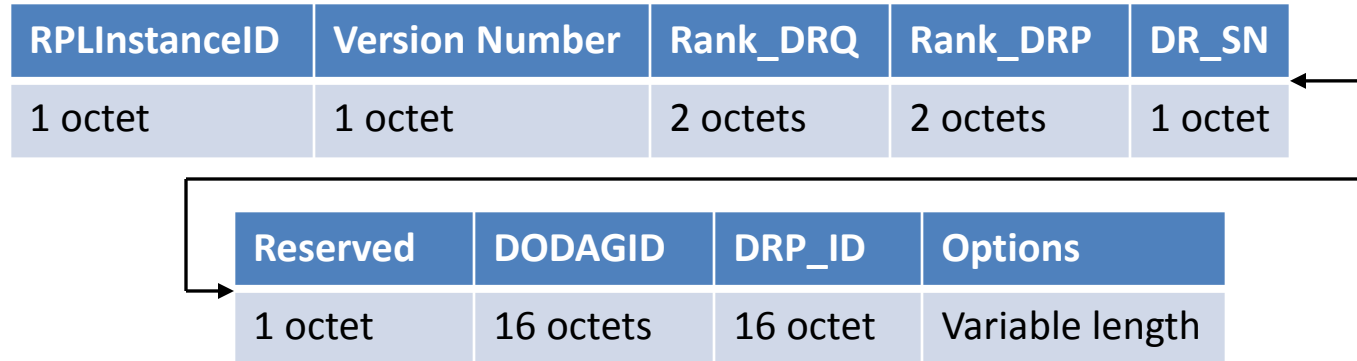 RPLInstanceID Version Number Rank_DRQ Rank_DRP DR_SN
1 octet 1 octet 2 octets 2 octets 1 octet
Reserved DODAGID DRP_ID Options
1 octet 16 octets 16 octet Variable length